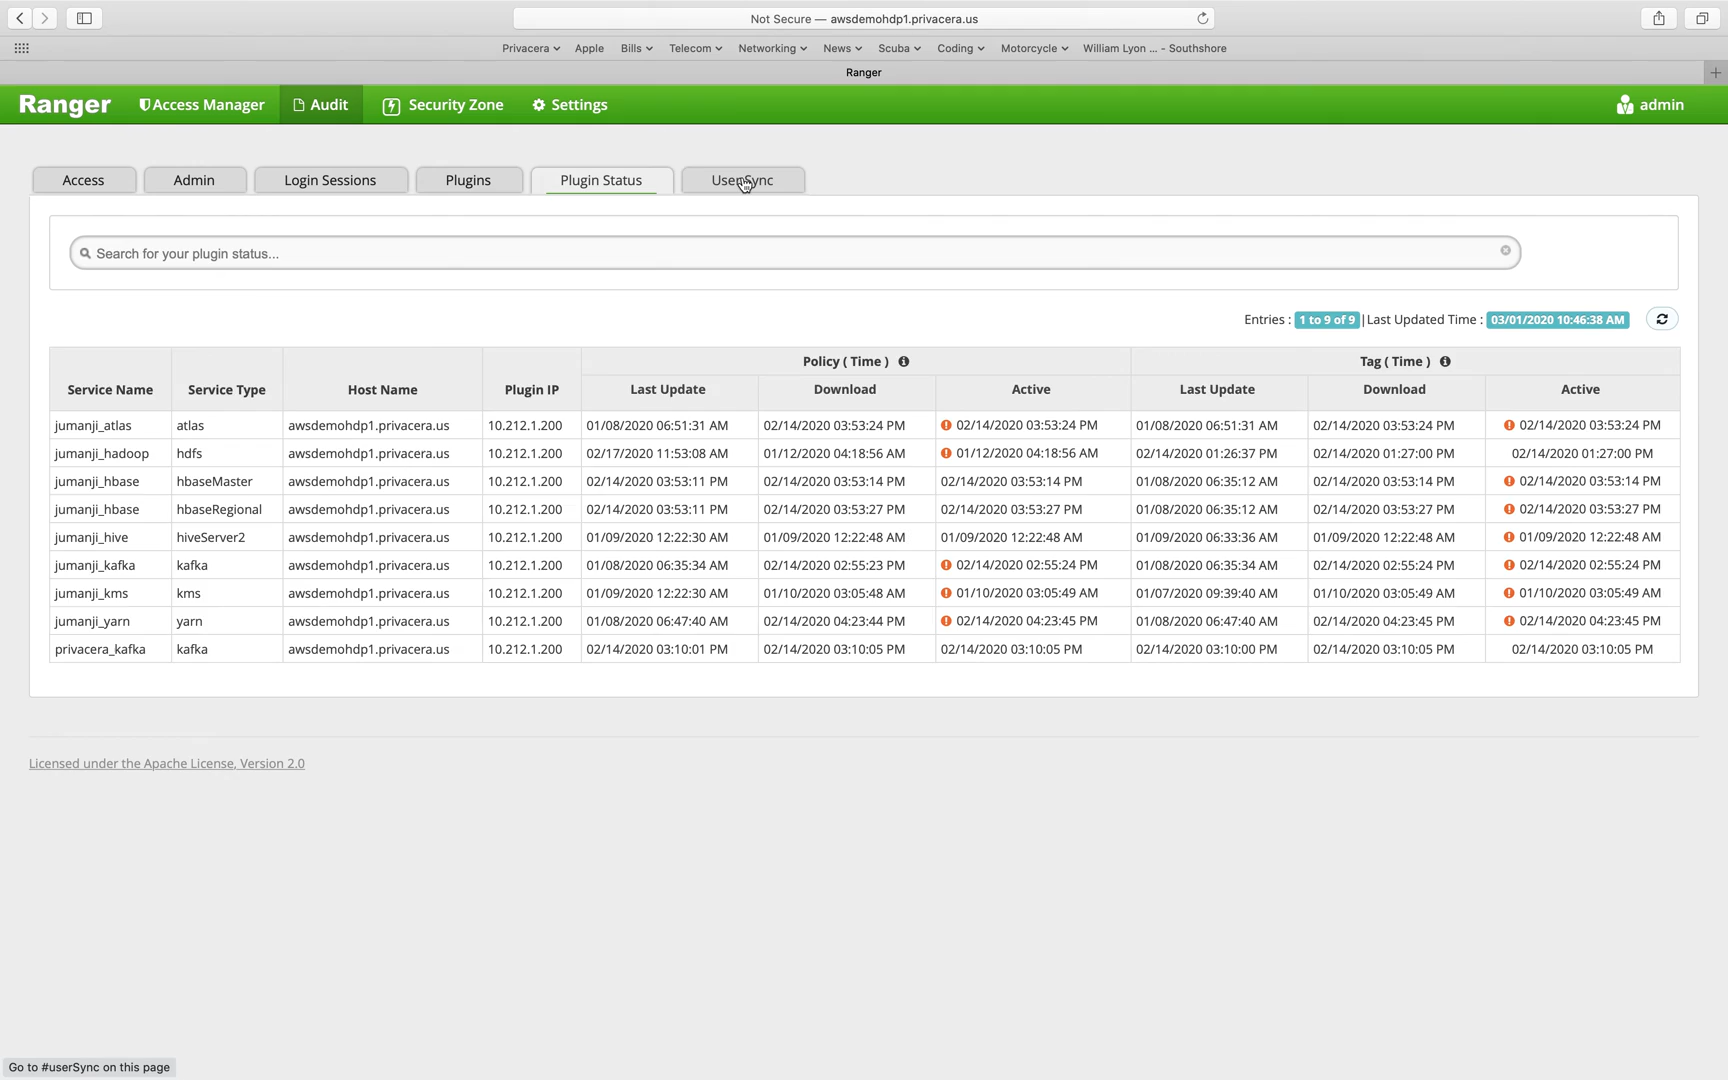 Not Secure — awsdemohdp1.privacera.us
Privacera Apple Bills Telecom Networking News Scuba Coding Motorcycle William Lyon ... - Southshore
Ranger
Ranger Access Manager Audit Security Zone Settings admin
Access Admin Login Sessions Plugins Plugin Status UserSync
Search for your plugin status...
Entries : 1 to 9 of 9 | Last Updated Time : 03/01/2020 10:46:38 AM
Policy ( Time ) Tag ( Time )
Service Name Service Type Host Name Plugin IP Last Update Download Active Last Update Download Active
jumanji_atlas atlas awsdemohdp1.privacera.us 10.212.1.200 01/08/2020 06:51:31 AM 02/14/2020 03:53:24 PM 02/14/2020 03:53:24 PM 01/08/2020 06:51:31 AM 02/14/2020 03:53:24 PM 02/14/2020 03:53:24 PM
jumanji_hadoop hdfs awsdemohdp1.privacera.us 10.212.1.200 02/17/2020 11:53:08 AM 01/12/2020 04:18:56 AM 01/12/2020 04:18:56 AM 02/14/2020 01:26:37 PM 02/14/2020 01:27:00 PM 02/14/2020 01:27:00 PM
jumanji_hbase hbaseMaster awsdemohdp1.privacera.us 10.212.1.200 02/14/2020 03:53:11 PM 02/14/2020 03:53:14 PM 02/14/2020 03:53:14 PM 01/08/2020 06:35:12 AM 02/14/2020 03:53:14 PM 02/14/2020 03:53:14 PM
jumanji_hbase hbaseRegional awsdemohdp1.privacera.us 10.212.1.200 02/14/2020 03:53:11 PM 02/14/2020 03:53:27 PM 02/14/2020 03:53:27 PM 01/08/2020 06:35:12 AM 02/14/2020 03:53:27 PM 02/14/2020 03:53:27 PM
jumanji_hive hiveServer2 awsdemohdp1.privacera.us 10.212.1.200 01/09/2020 12:22:30 AM 01/09/2020 12:22:48 AM 01/09/2020 12:22:48 AM 01/09/2020 06:33:36 AM 01/09/2020 12:22:48 AM 01/09/2020 12:22:48 AM
jumanji_kafka kafka awsdemohdp1.privacera.us 10.212.1.200 01/08/2020 06:35:34 AM 02/14/2020 02:55:23 PM 02/14/2020 02:55:24 PM 01/08/2020 06:35:34 AM 02/14/2020 02:55:24 PM 02/14/2020 02:55:24 PM
jumanji_kms kms awsdemohdp1.privacera.us 10.212.1.200 01/09/2020 12:22:30 AM 01/10/2020 03:05:48 AM 01/10/2020 03:05:49 AM 01/07/2020 09:39:40 AM 01/10/2020 03:05:49 AM 01/10/2020 03:05:49 AM
jumanji_yarn yarn awsdemohdp1.privacera.us 10.212.1.200 01/08/2020 06:47:40 AM 02/14/2020 04:23:44 PM 02/14/2020 04:23:45 PM 01/08/2020 06:47:40 AM 02/14/2020 04:23:45 PM 02/14/2020 04:23:45 PM
privacera_kafka kafka awsdemohdp1.privacera.us 10.212.1.200 02/14/2020 03:10:01 PM 02/14/2020 03:10:05 PM 02/14/2020 03:10:05 PM 02/14/2020 03:10:00 PM 02/14/2020 03:10:05 PM 02/14/2020 03:10:05 PM
Licensed under the Apache License, Version 2.0
Go to #userSync on this page